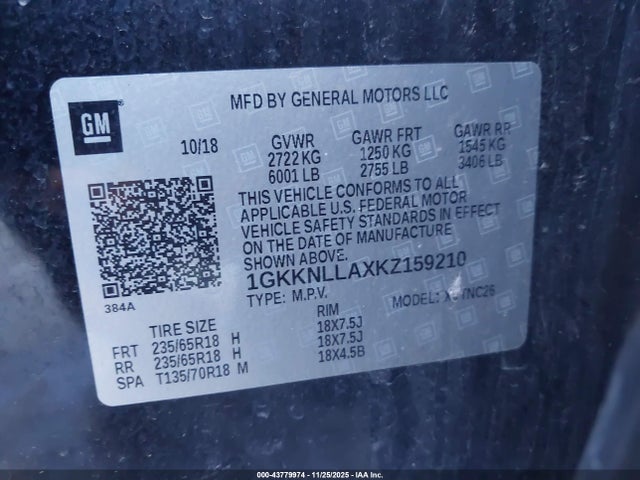 GM
MFD BY GENERAL MOTORS LLC
10/18 GVWR GAWR FRT GAWR RR
2722 KG 1250 KG 1545 KG
6001 LB 2755 LB 3406 LB
THIS VEHICLE CONFORMS TO ALL
APPLICABLE U.S. FEDERAL MOTOR
VEHICLE SAFETY STANDARDS IN EFFECT
ON THE DATE OF MANUFACTURE
SHOWN ABOVE.
1GKKNLLAXKZ159210
TYPE: M.P.V. MODEL:
384A
TIRE SIZE RIM
FRT 235/65R18 H 18X7.5J
RR 235/65R18 H 18X7.5J
SPA T135/70R18 M 18X4.5B
000-43779974 - 11/25/2025 - IAA Inc.